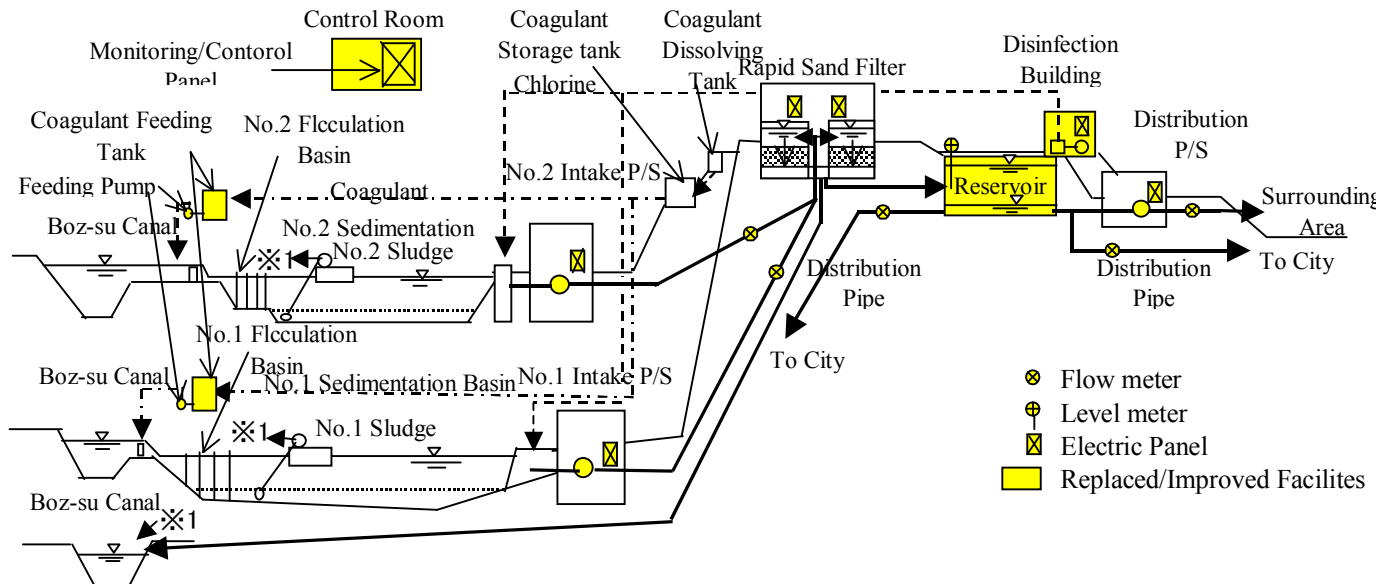 Control Room
Monitoring/Contorol
Panel
Coagulant
Storage tank
Chlorine
Coagulant
Dissolving
Tank
Rapid Sand Filter
Disinfection
Building
Distribution
P/S
Coagulant Feeding
Tank
No.2 Flcculation
Basin
Feeding Pump
Coagulant
No.2 Intake P/S
Reservoir
Surrounding
Area
Boz-su Canal
No.2 Sedimentation
※1
No.2 Sludge
To City
Distribution
Pipe
Distribution
Pipe
No.1 Flcculation
Basin
To City
Boz-su Canal
No.1 Sedimentation Basin
No.1 Intake P/S
※1
No.1 Sludge
Boz-su Canal
※1
Flow meter
Level meter
Electric Panel
Replaced/Improved Facilites